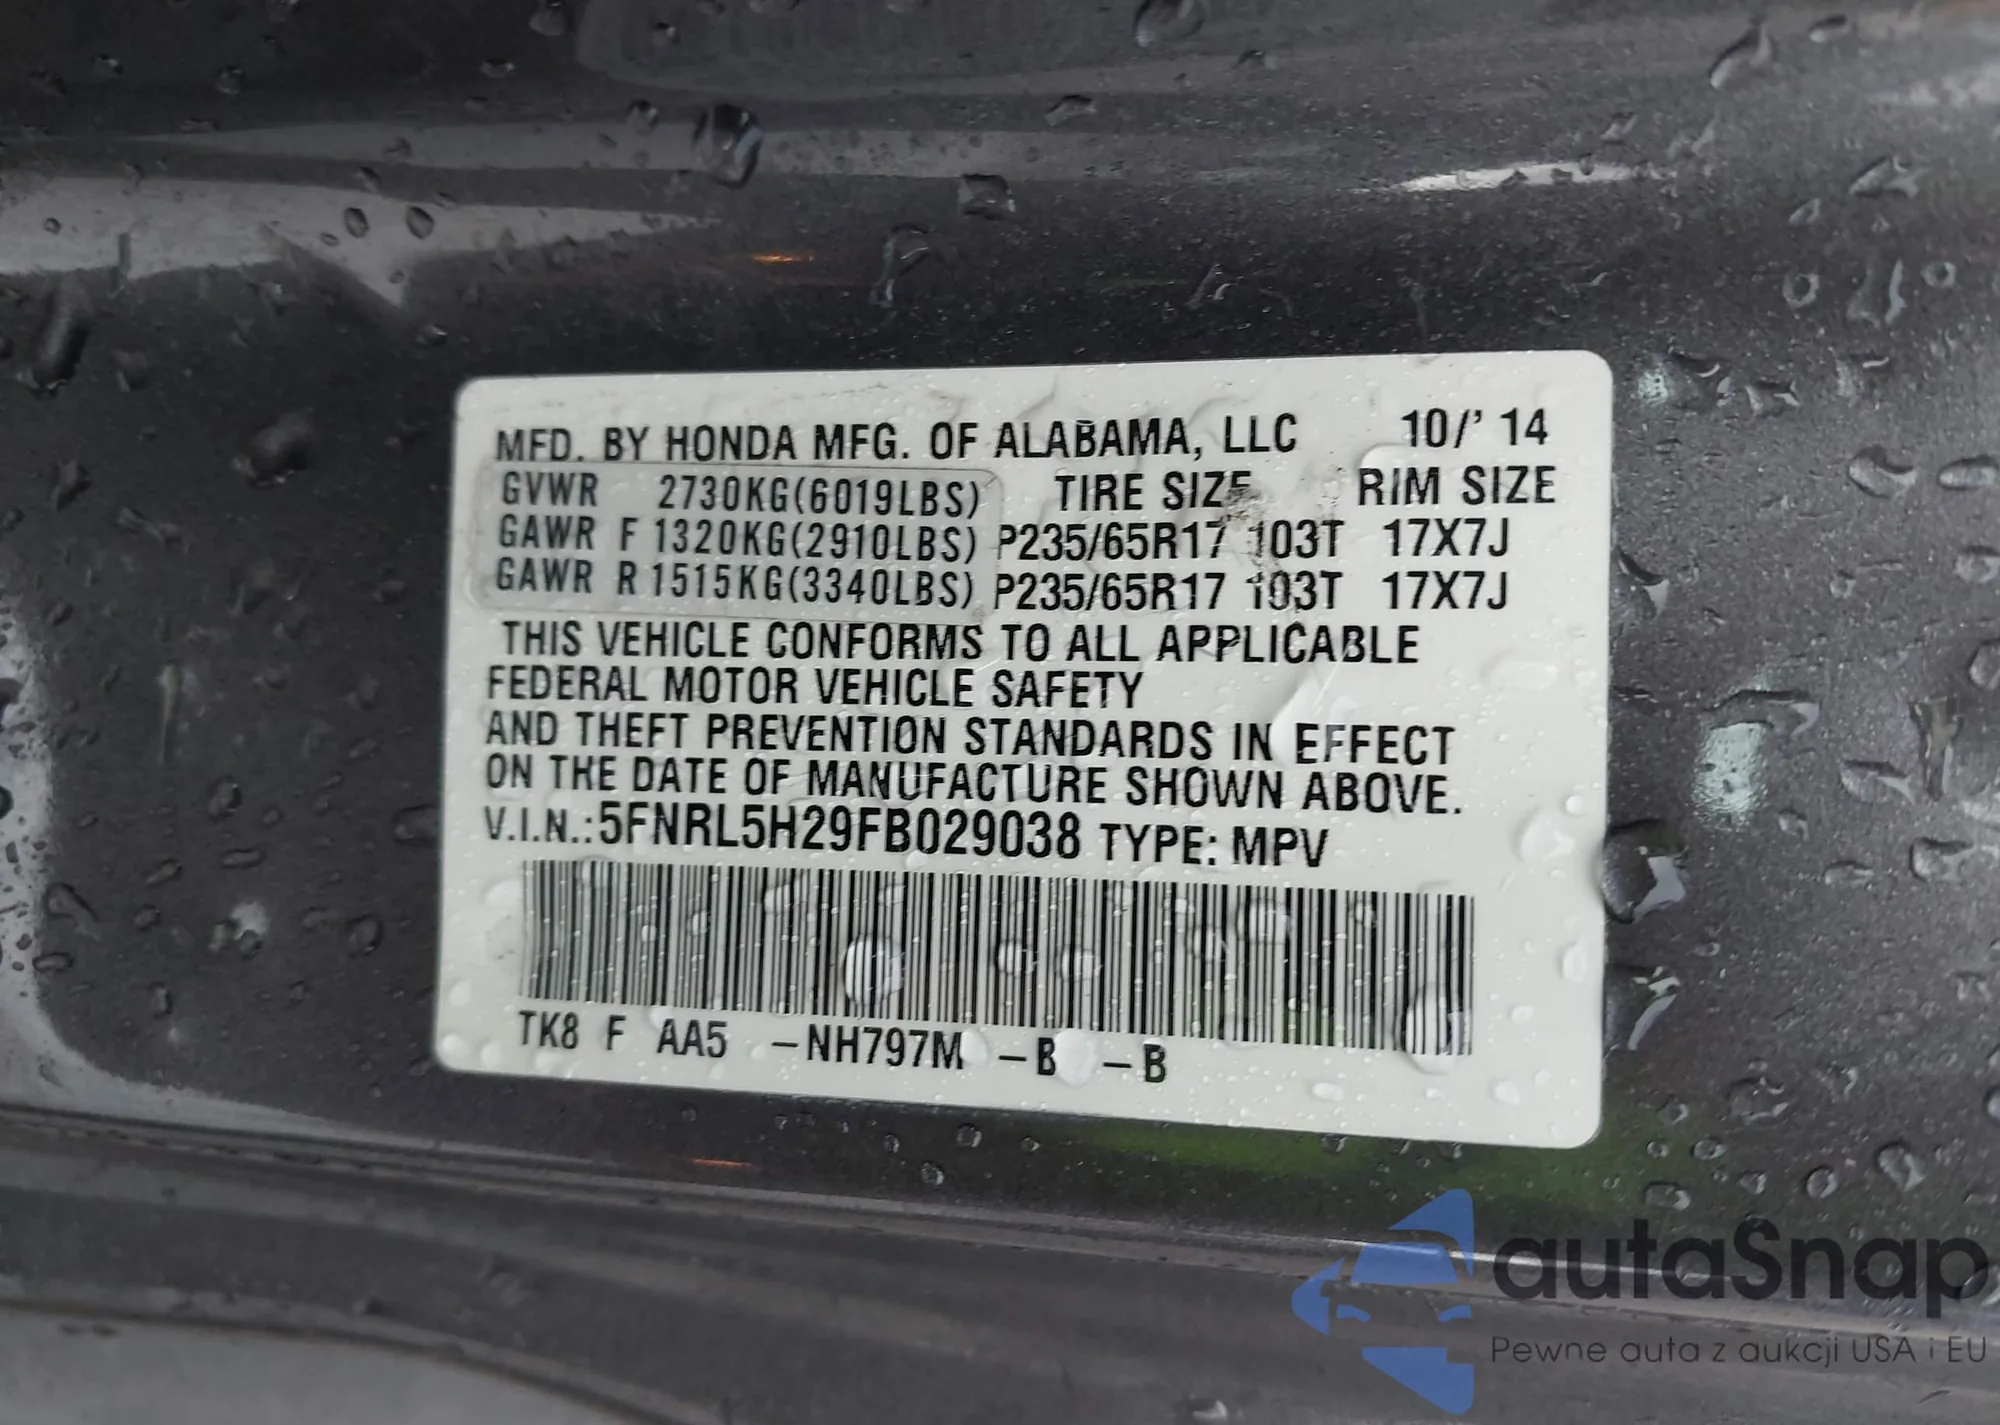 MFD. BY HONDA MFG. OF ALABAMA, LLC 10/' 14
GVWR 2730KG(6019LBS) TIRE SIZE RIM SIZE
GAWR F 1320KG(2910LBS) P235/65R17 103T 17X7J
GAWR R 1515KG(3340LBS) P235/65R17 103T 17X7J
THIS VEHICLE CONFORMS TO ALL APPLICABLE
FEDERAL MOTOR VEHICLE SAFETY
AND THEFT PREVENTION STANDARDS IN EFFECT
ON THE DATE OF MANUFACTURE SHOWN ABOVE.
V.I.N.:5FNRL5H29FB029038 TYPE: MPV
TK8 F AA5 -NH797M -B -B
autaSnap
Pewne auta z aukcji USA i EU